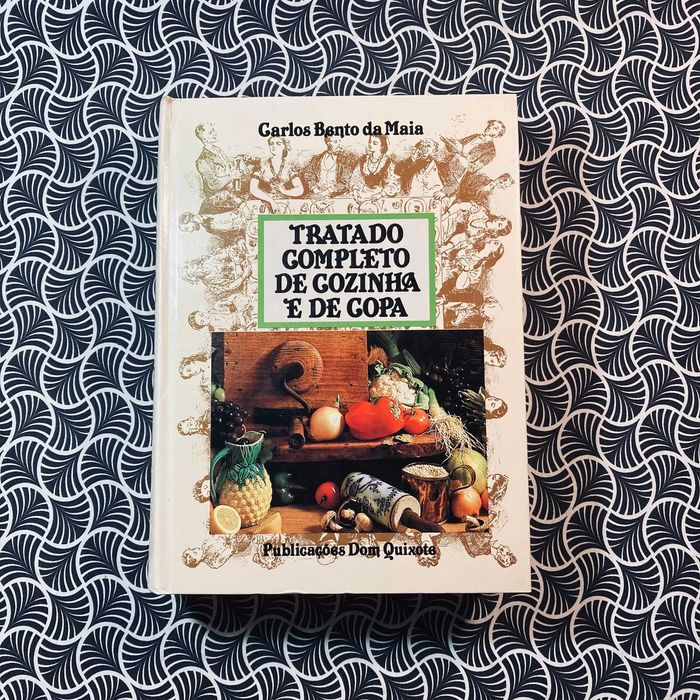 Carlos Bento da Maia
TRATADO
COMPLETO
DE COZINHA
E DE COPA
Publicações Dom Quixote